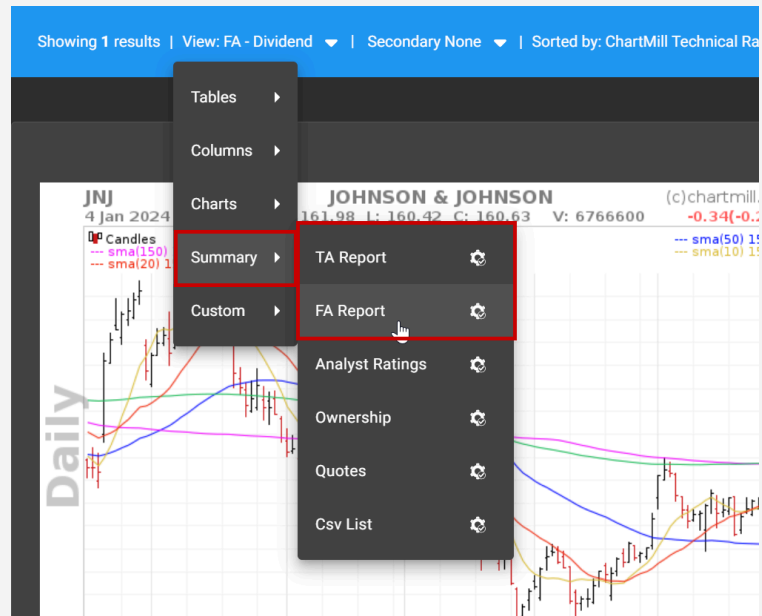 Showing 1 results | View: FA - Dividend | Secondary None | Sorted by: ChartMill Technical Ra
Tables
Columns
Charts
Summary
Custom
TA Report
FA Report
Analyst Ratings
Ownership
Quotes
Csv List
JNJ JOHNSON & JOHNSON (c)chartmill.
4 Jan 2024 161.98 L: 160.42 C: 160.63 V: 6766600 -0.34(-0.2
Candles
--- sma(150) --- sma(50) 15
--- sma(20) 1 --- sma(10) 15
Daily